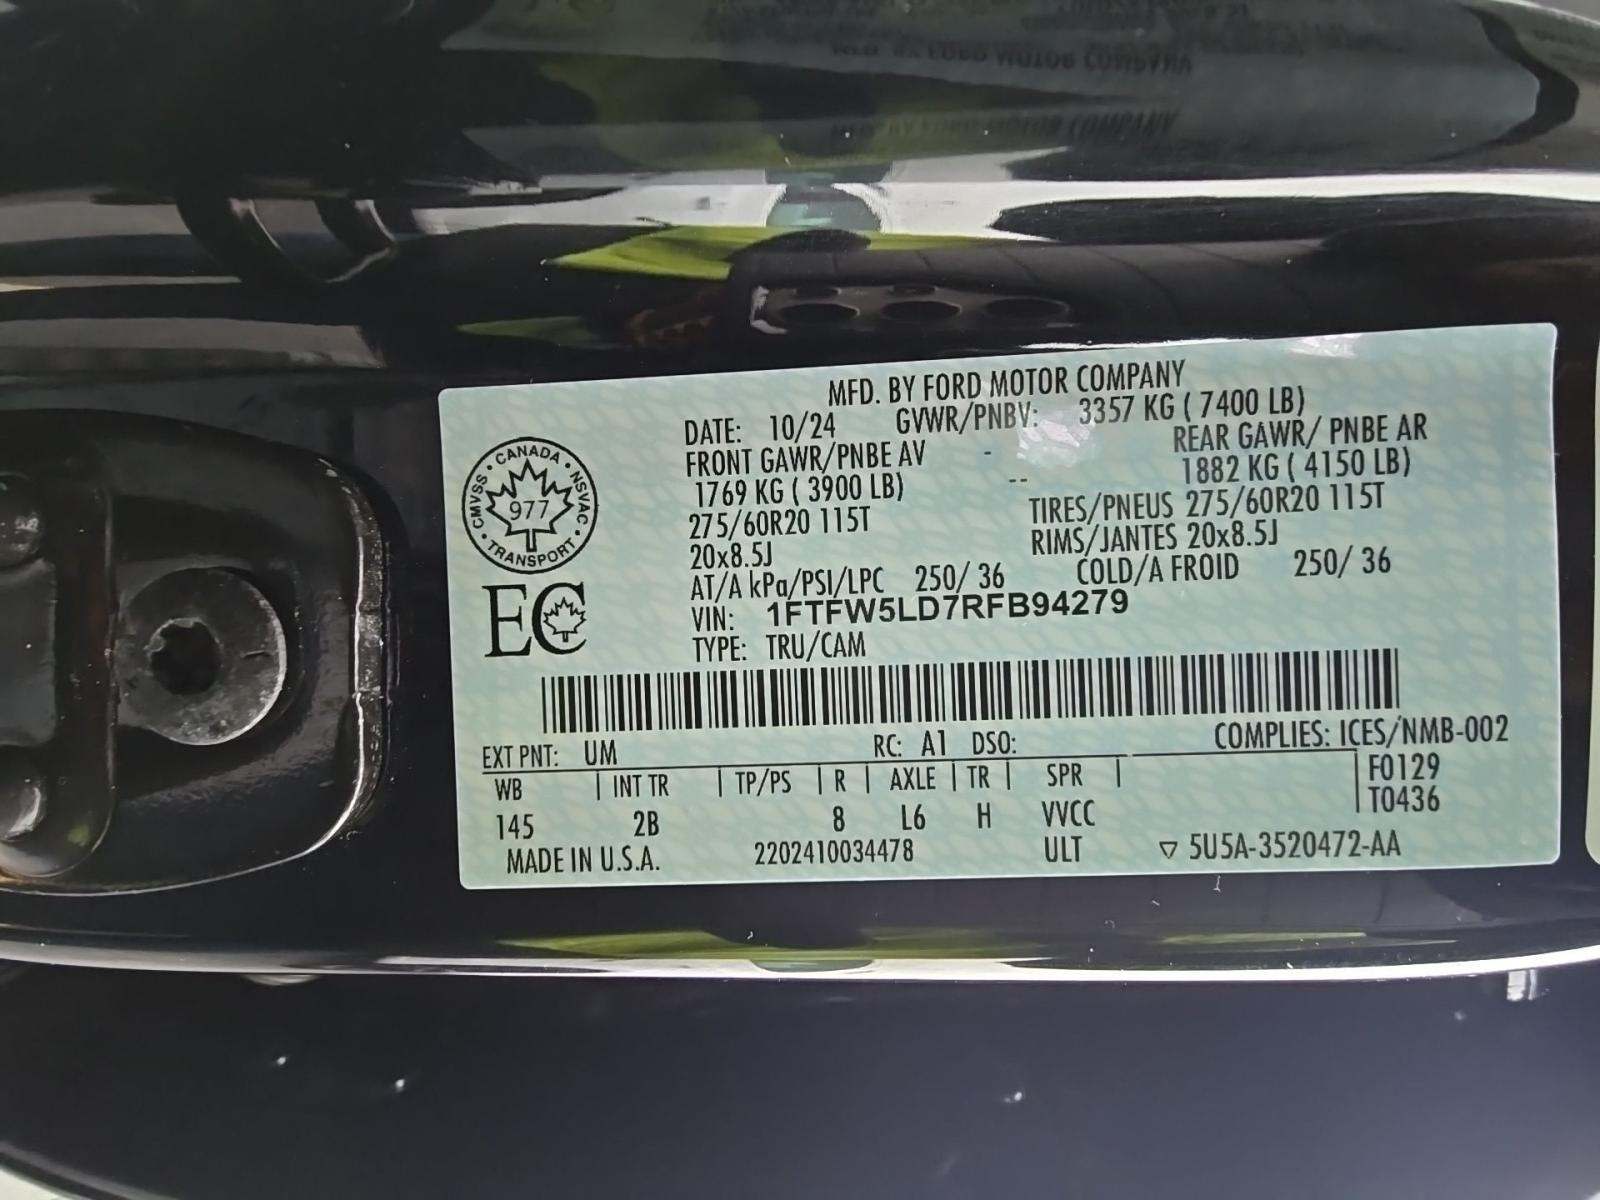 MFD. BY FORD MOTOR COMPANY
DATE: 10/24 GVWR/PNBV: 3357 KG ( 7400 LB)
FRONT GAWR/PNBE AV - REAR GAWR/ PNBE AR
1769 KG ( 3900 LB) -- 1882 KG ( 4150 LB)
275/60R20 115T TIRES/PNEUS 275/60R20 115T
20x8.5J RIMS/JANTES 20x8.5J
AT/A kPa/PSI/LPC 250/ 36 COLD/A FROID 250/ 36
VIN: 1FTFW5LD7RFB94279
TYPE: TRU/CAM
CANADA
CMVSS 977 NSVAC
TRANSPORT
EC
EXT PNT: UM RC: A1 DSO: COMPLIES: ICES/NMB-002
WB | INT TR | TP/PS | R | AXLE | TR | SPR | F0129
145 2B 8 L6 H VVCC T0436
MADE IN U.S.A. 2202410034478 ULT ▽ 5U5A-3520472-AA